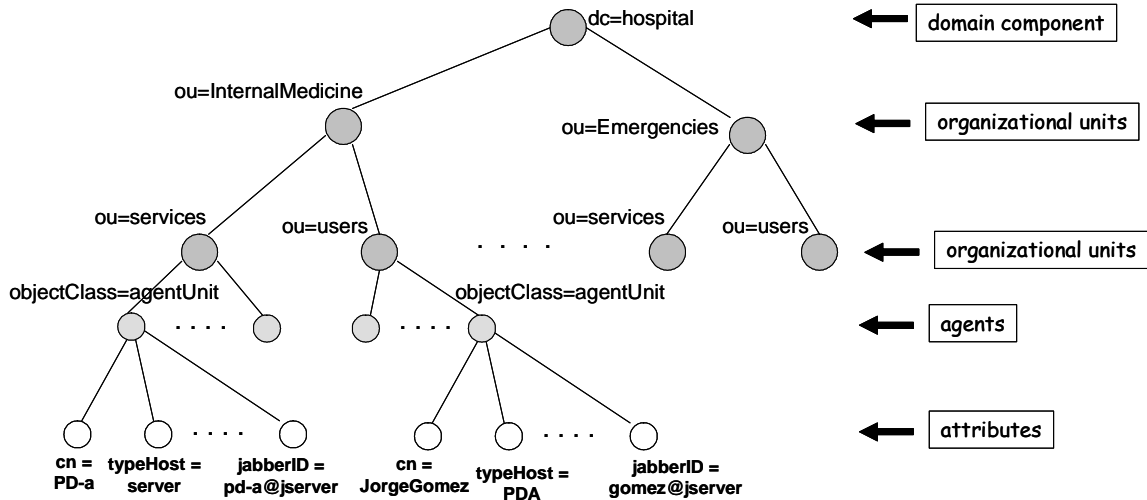 dc=hospital
domain component
ou=InternalMedicine
ou=Emergencies
organizational units
ou=services
ou=users
. . . .
ou=services
ou=users
organizational units
objectClass=agentUnit
objectClass=agentUnit
. . . .
. . . .
agents
. . . .
. . . .
attributes
cn =
PD-a
typeHost =
server
jabberID =
pd-a@jserver
cn =
JorgeGomez
typeHost =
PDA
jabberID =
gomez@jserver